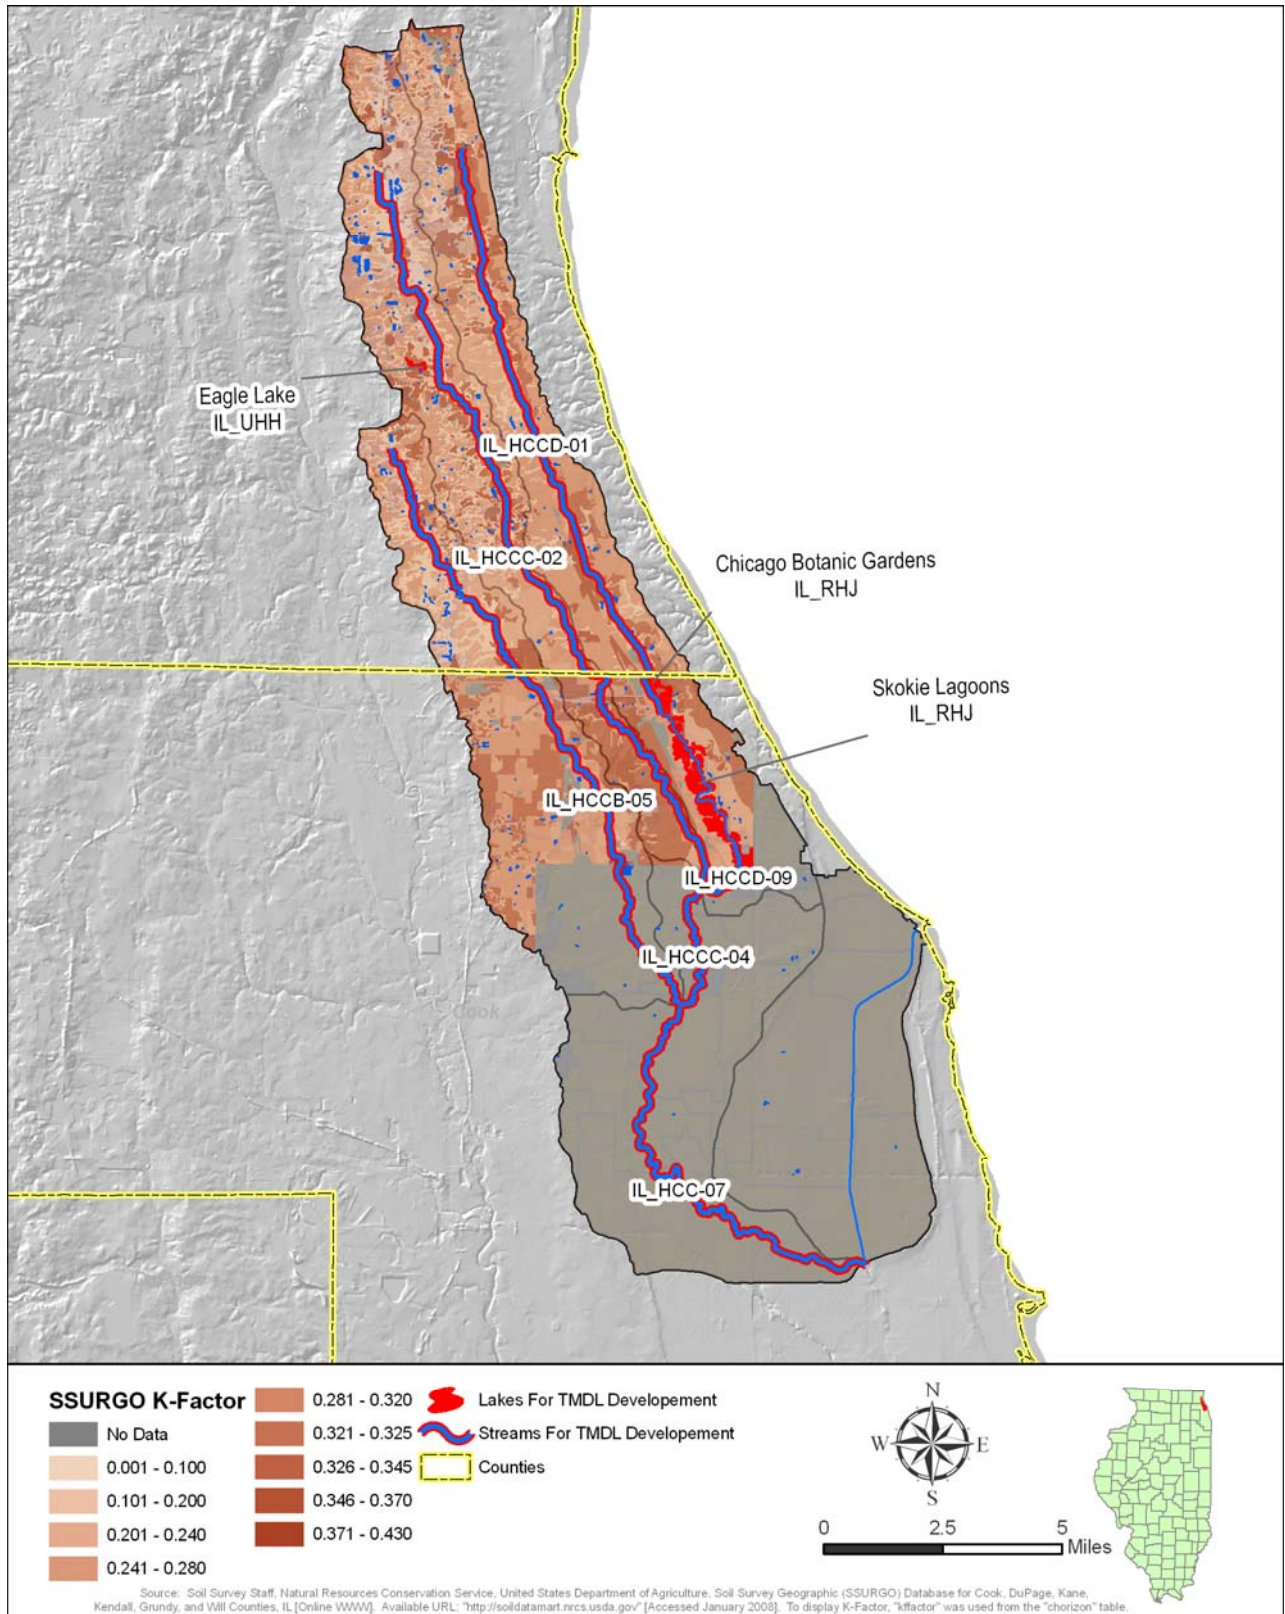 Eagle Lake
IL_UHH
IL_HCCD-01
IL_HCCC-02
Chicago Botanic Gardens
IL_RHJ
Skokie Lagoons
IL_RHJ
IL_HCCB-05
IL_HCCD-09
IL_HCCC-04
Cook
IL_HCC-07
SSURGO K-Factor
No Data
0.001 - 0.100
0.101 - 0.200
0.201 - 0.240
0.241 - 0.280
0.281 - 0.320
0.321 - 0.325
0.326 - 0.345
0.346 - 0.370
0.371 - 0.430
Lakes For TMDL Developement
Streams For TMDL Developement
Counties
N
W E
S
0 2.5 5
Miles
Source: Soil Survey Staff, Natural Resources Conservation Service, United States Department of Agriculture. Soil Survey Geographic (SSURGO) Database for Cook, DuPage, Kane,
Kendall, Grundy, and Will Counties, IL [Online WWW]. Available URL: "http://soildatamart.nrcs.usda.gov" [Accessed January 2008]. To display K-Factor, "kffactor" was used from the "chorizon" table.